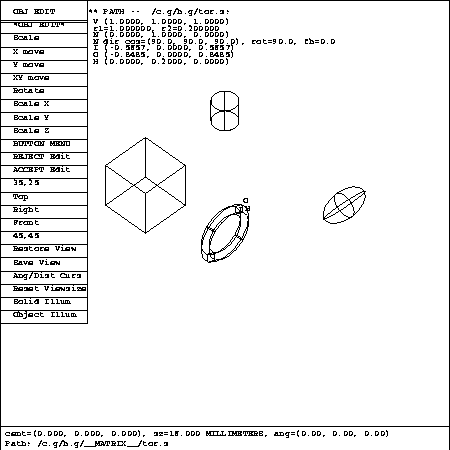 OBJ EDIT
*OBJ EDIT*
Scale
X move
Y move
XY move
Rotate
Scale X
Scale Y
Scale Z
BUTTON MENU
REJECT Edit
ACCEPT Edit
35,25
Top
Right
Front
45,45
Restore View
Save View
Ang/Dist Curs
Reset Viewsize
Solid Illum
Object Illum
** PATH -- /c.g/h.g/tor.s:
V (1.0000, 1.0000, 1.0000)
r1=1.000000, r2=0.200000
N (0.0000, 1.0000, 0.0000)
N dir cos=(90.0, 90.0, 90.0), rot=90.0, fb=0.0
I (-0.5657, 0.0000, 0.5657)
O (-0.8485, 0.0000, 0.8485)
H (0.0000, 0.2000, 0.0000)
O
H
cent=(0.000, 0.000, 0.000), sz=18.000 MILLIMETERS, ang=(0.00, 0.00, 0.00)
Path: /c.g/h.g/__MATRIX__/tor.s